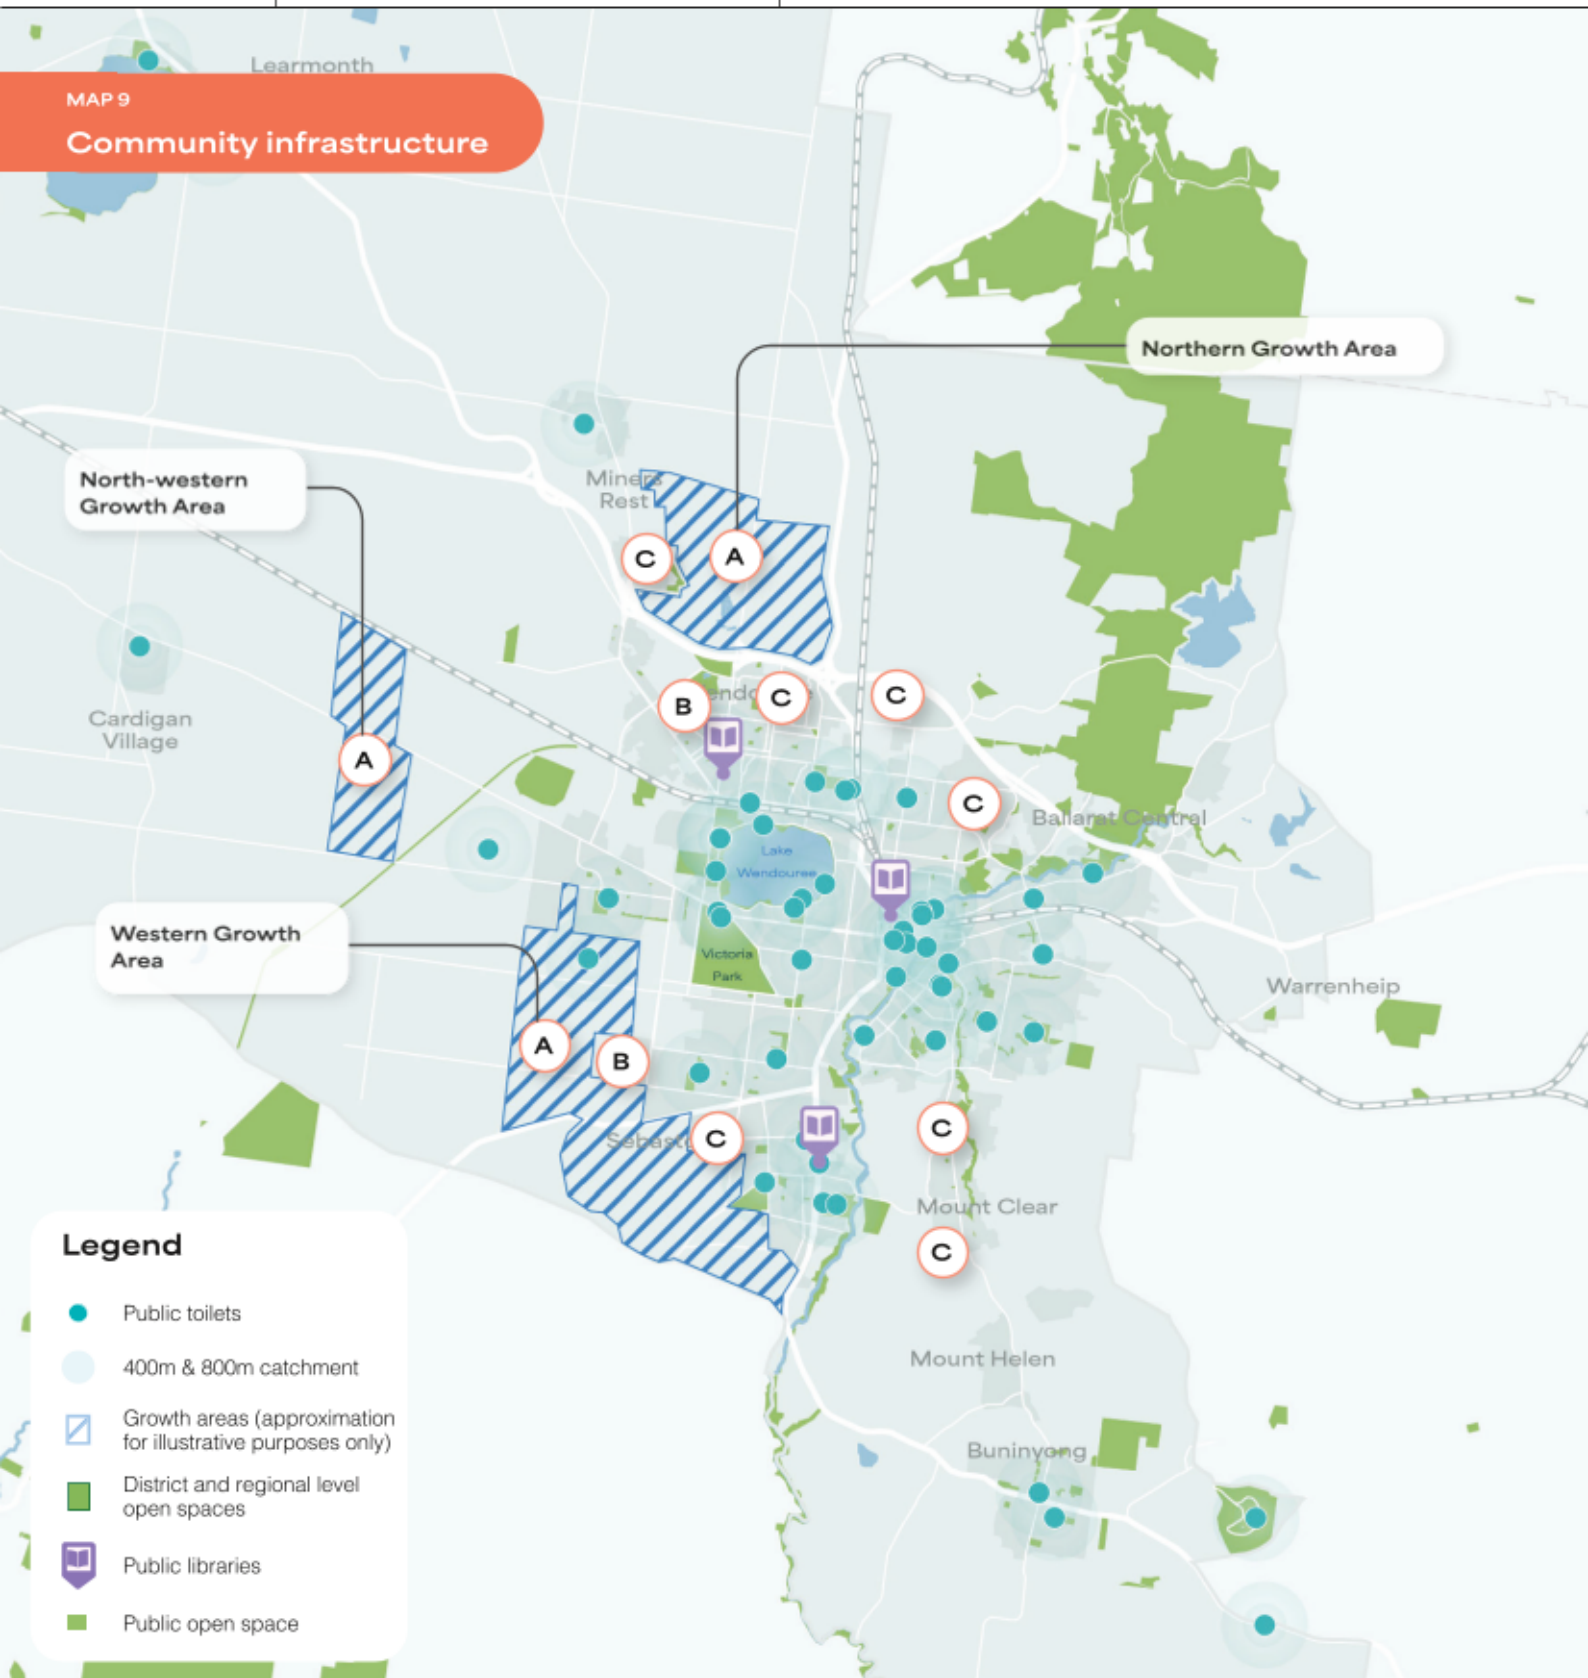 Learmonth
MAP 9
Community infrastructure
Northern Growth Area
North-western
Growth Area
Miners
Rest
C
A
Cardigan
Village
A
B
C
C
C
Ballarat Central
Lake
Wendouree
Western Growth
Area
Victoria
Park
Warrenheip
A
B
C
C
Mount Clear
C
Legend
Public toilets
400m & 800m catchment
Growth areas (approximation
for illustrative purposes only)
District and regional level
open spaces
Public libraries
Public open space
Mount Helen
Buninyong